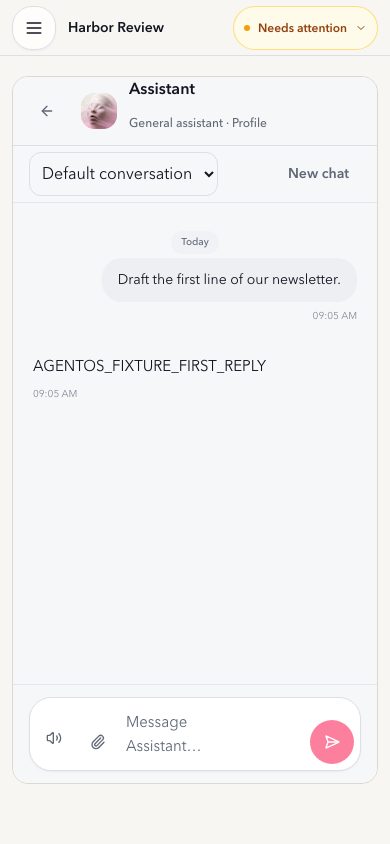 Harbor Review
Needs attention
Assistant
General assistant · Profile
Default conversation
New chat
Today
Draft the first line of our newsletter.
09:05 AM
AGENTOS_FIXTURE_FIRST_REPLY
09:05 AM
Message
Assistant…